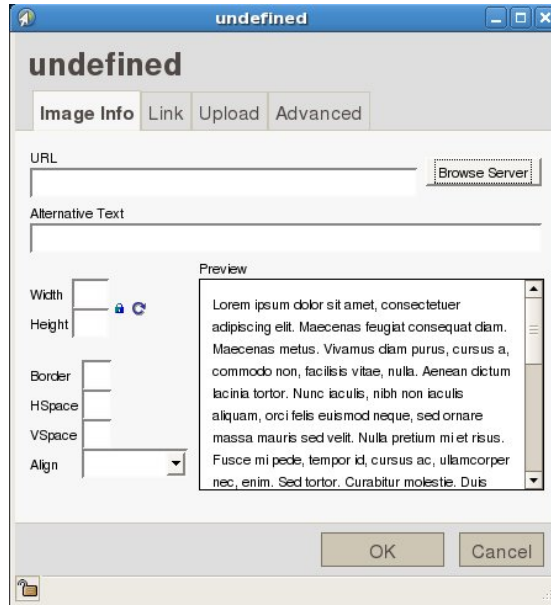 undefined
undefined
Image Info Link Upload Advanced
URL
Browse Server
Alternative Text
Preview
Width
Height
Border
HSpace
VSpace
Align
Lorem ipsum dolor sit amet, consectetuer
adipiscing elit. Maecenas feugiat consequat diam.
Maecenas metus. Vivamus diam purus, cursus a,
commodo non, facilisis vitae, nulla. Aenean dictum
lacinia tortor. Nunc iaculis, nibh non iaculis
aliquam, orci felis euismod neque, sed ornare
massa mauris sed velit. Nulla pretium mi et risus.
Fusce mi pede, tempor id, cursus ac, ullamcorper
nec, enim. Sed tortor. Curabitur molestie. Duis
OK Cancel